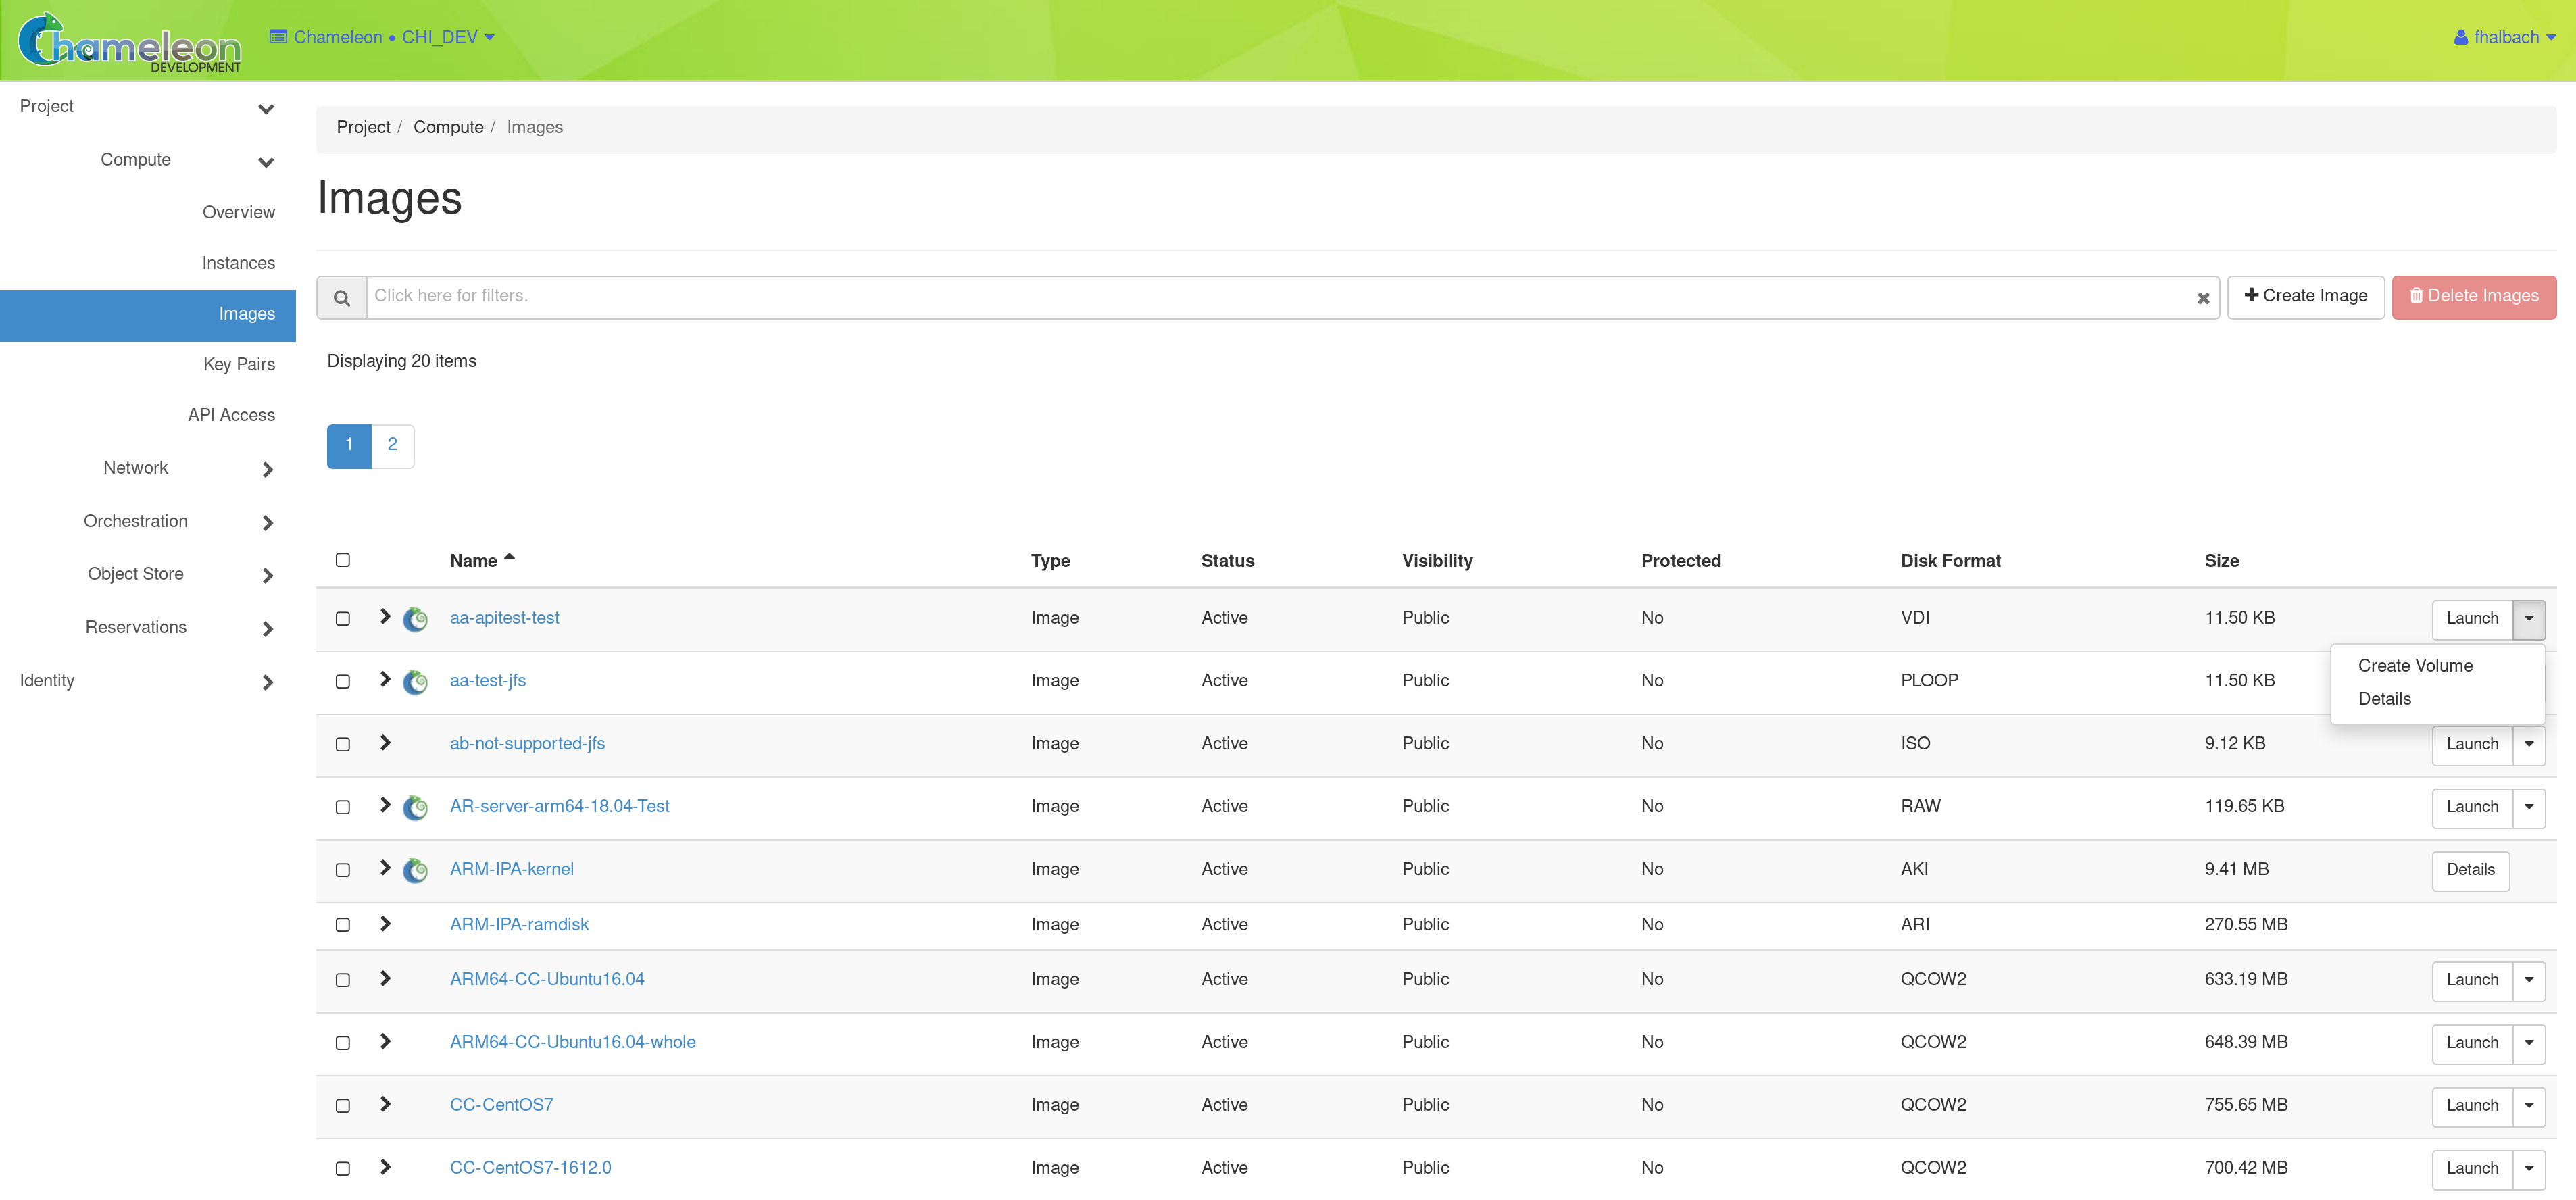 Chameleon
DEVELOPMENT
Chameleon • CHI_DEV
fhalbach
Project
Compute
Overview
Instances
Images
Key Pairs
API Access
Network
Orchestration
Object Store
Reservations
Identity
Project / Compute / Images
Images
Click here for filters.
Create Image
Delete Images
Displaying 20 items
1 2
Name Type Status Visibility Protected Disk Format Size
aa-apitest-test Image Active Public No VDI 11.50 KB Launch
Create Volume
Details
aa-test-jfs Image Active Public No PLOOP 11.50 KB
ab-not-supported-jfs Image Active Public No ISO 9.12 KB Launch
AR-server-arm64-18.04-Test Image Active Public No RAW 119.65 KB Launch
ARM-IPA-kernel Image Active Public No AKI 9.41 MB Details
ARM-IPA-ramdisk Image Active Public No ARI 270.55 MB
ARM64-CC-Ubuntu16.04 Image Active Public No QCOW2 633.19 MB Launch
ARM64-CC-Ubuntu16.04-whole Image Active Public No QCOW2 648.39 MB Launch
CC-CentOS7 Image Active Public No QCOW2 755.65 MB Launch
CC-CentOS7-1612.0 Image Active Public No QCOW2 700.42 MB Launch